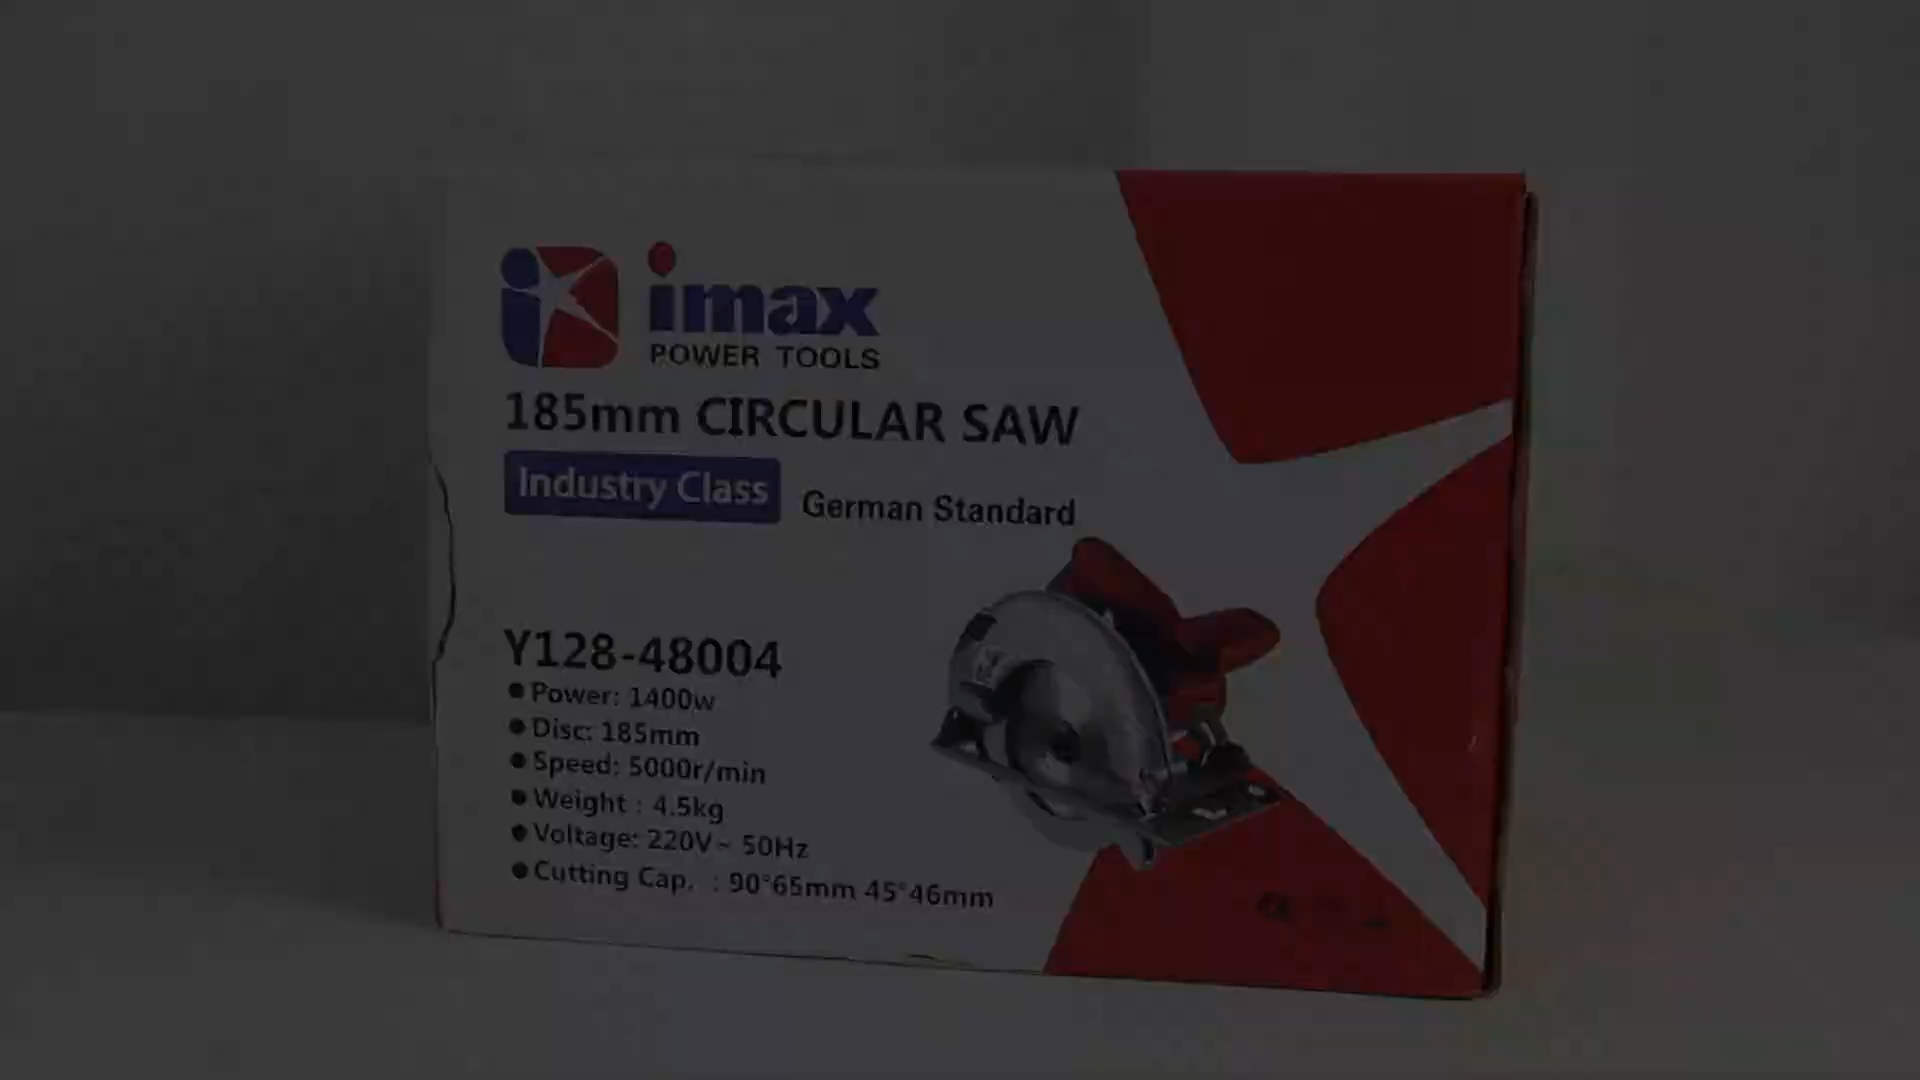 imax
POWER TOOLS
185mm CIRCULAR SAW
Industry Class
German Standard
Y128-48004
Power: 1400w
Disc: 185mm
Speed: 5000r/min
Weight : 4.5kg
Voltage: 220V~ 50Hz
Cutting Cap. : 90°65mm 45°46mm